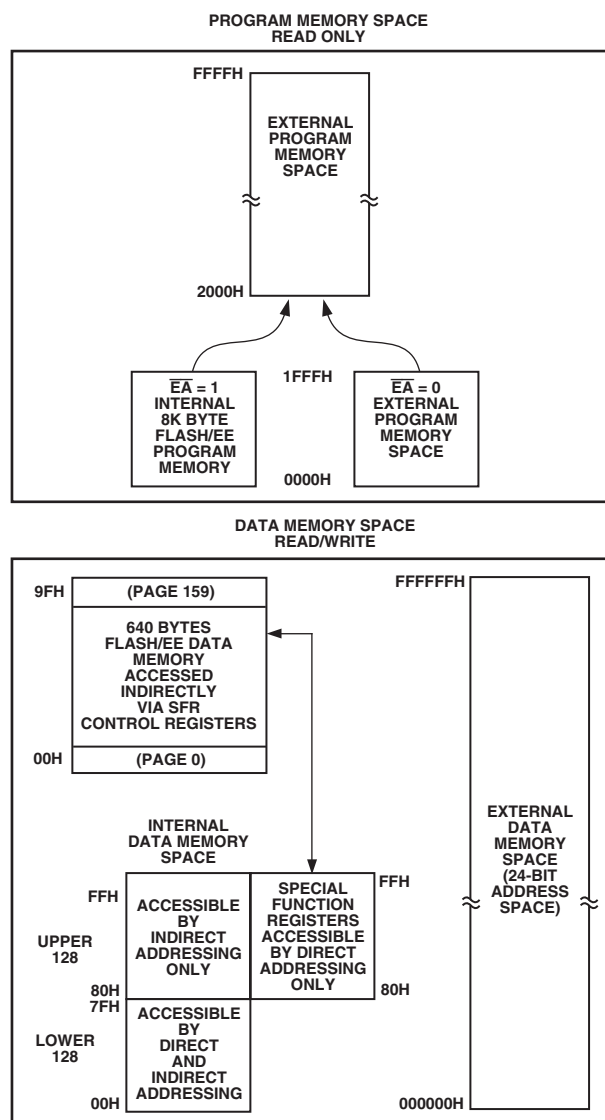 PROGRAM MEMORY SPACE
READ ONLY
FFFFH
EXTERNAL
PROGRAM
MEMORY
SPACE
2000H
EA = 1
INTERNAL
8K BYTE
FLASH/EE
PROGRAM
MEMORY
1FFFH
0000H
EA = 0
EXTERNAL
PROGRAM
MEMORY
SPACE
DATA MEMORY SPACE
READ/WRITE
9FH
(PAGE 159)
640 BYTES
FLASH/EE DATA
MEMORY
ACCESSED
INDIRECTLY
VIA SFR
CONTROL REGISTERS
00H
(PAGE 0)
INTERNAL
DATA MEMORY
SPACE
FFH
UPPER
128
80H
ACCESSIBLE
BY
INDIRECT
ADDRESSING
ONLY
SPECIAL
FUNCTION
REGISTERS
ACCESSIBLE
BY DIRECT
ADDRESSING
ONLY
FFH
80H
7FH
LOWER
128
00H
ACCESSIBLE
BY
DIRECT
AND
INDIRECT
ADDRESSING
FFFFFFH
EXTERNAL
DATA
MEMORY
SPACE
(24-BIT
ADDRESS
SPACE)
000000H